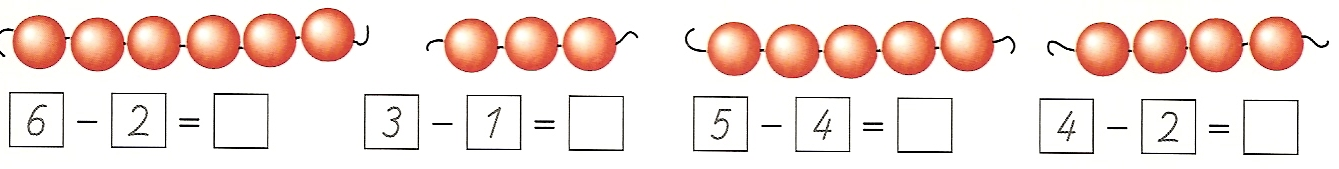 6 − 2 =
3 − 1 =
5 − 4 =
4 − 2 =